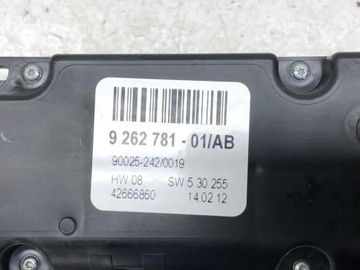 9 262 781 - 01/AB
90025-242/0019
HW 08 SW 5 30 255
42666860 14 02 12